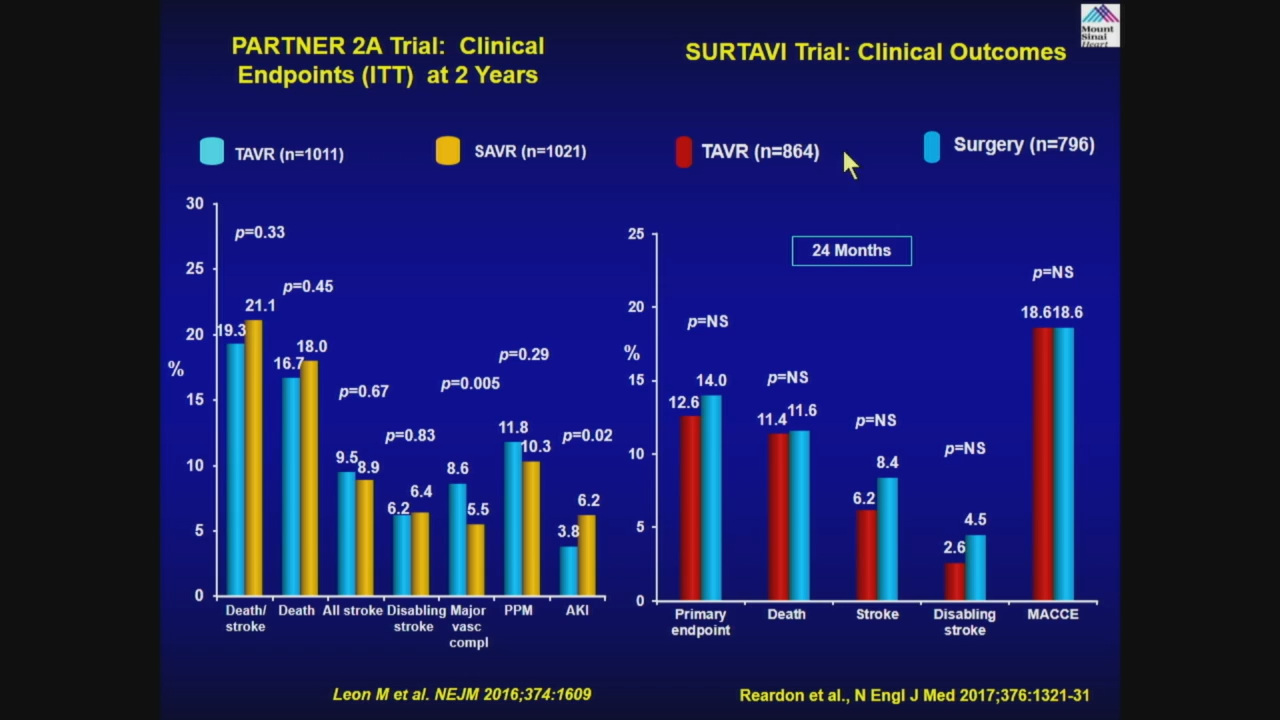 PARTNER 2A Trial: Clinical
Endpoints (ITT) at 2 Years
SURTAVI Trial: Clinical Outcomes
Mount
Sinai
Heart
TAVR (n=1011)
SAVR (n=1021)
TAVR (n=864)
Surgery (n=796)
30
25
20
%
15
10
5
0
p=0.33
19.3
21.1
p=0.45
16.7
18.0
p=0.67
9.5
8.9
p=0.83
6.2
6.4
p=0.005
8.6
5.5
p=0.29
11.8
10.3
p=0.02
3.8
6.2
Death/
stroke
Death
All stroke
Disabling
stroke
Major
vasc
compl
PPM
AKI
Leon M et al. NEJM 2016;374:1609
24 Months
25
20
%
15
10
5
0
p=NS
12.6
14.0
p=NS
11.4
11.6
p=NS
6.2
8.4
p=NS
2.6
4.5
p=NS
18.6
18.6
Primary
endpoint
Death
Stroke
Disabling
stroke
MACCE
Reardon et al., N Engl J Med 2017;376:1321-31